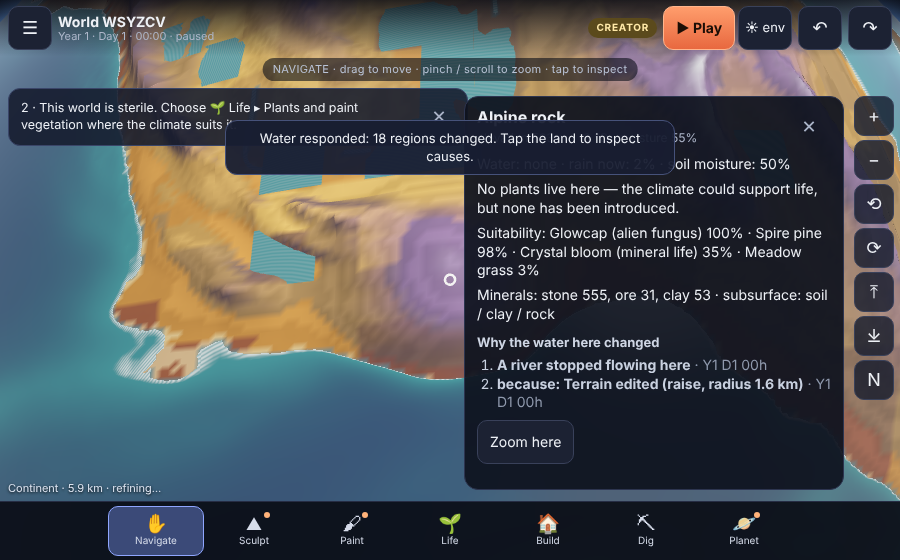 ☰ World WSYZCV
Year 1 · Day 1 · 00:00 · paused
CREATOR
▶ Play
☀ env
NAVIGATE · drag to move · pinch / scroll to zoom · tap to inspect
2 · This world is sterile. Choose 🌱 Life ▸ Plants and paint
vegetation where the climate suits it
Water responded: 18 regions changed. Tap the land to inspect
causes.
Alpine rock
55%
Water: none · rain now: 2% · soil moisture: 50%
No plants live here — the climate could support life,
but none has been introduced.
Suitability: Glowcap (alien fungus) 100% · Spire pine
98% · Crystal bloom (mineral life) 35% · Meadow
grass 3%
Minerals: stone 555, ore 31, clay 53 · subsurface: soil
/ clay / rock
Why the water here changed
1. A river stopped flowing here · Y1 D1 00h
2. because: Terrain edited (raise, radius 1.6 km) · Y1
D1 00h
Zoom here
N
Continent · 5.9 km · refining…
Navigate
Sculpt
Paint
Life
Build
Dig
Planet